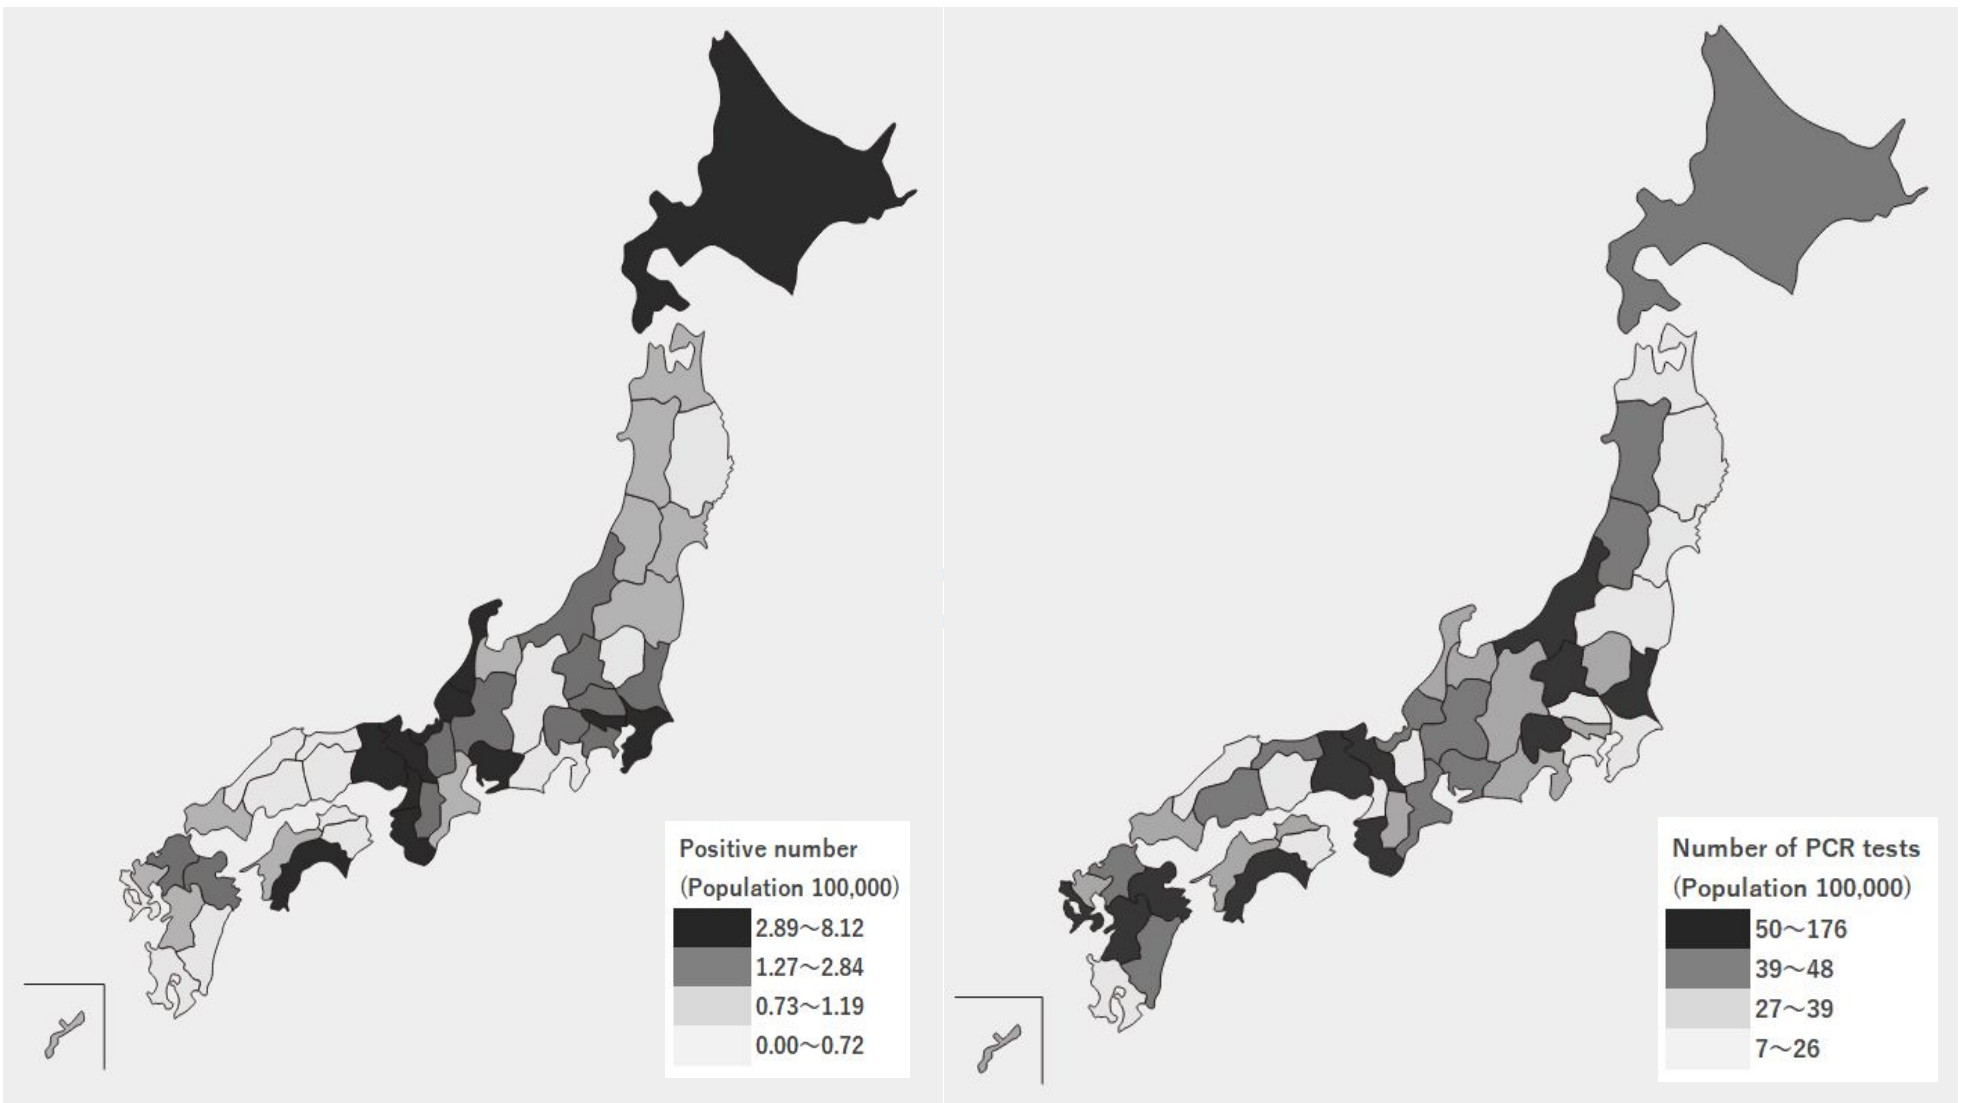 Positive number
(Population 100,000)
2.89～8.12
1.27～2.84
0.73～1.19
0.00～0.72
Number of PCR tests
(Population 100,000)
50～176
39～48
27～39
7～26